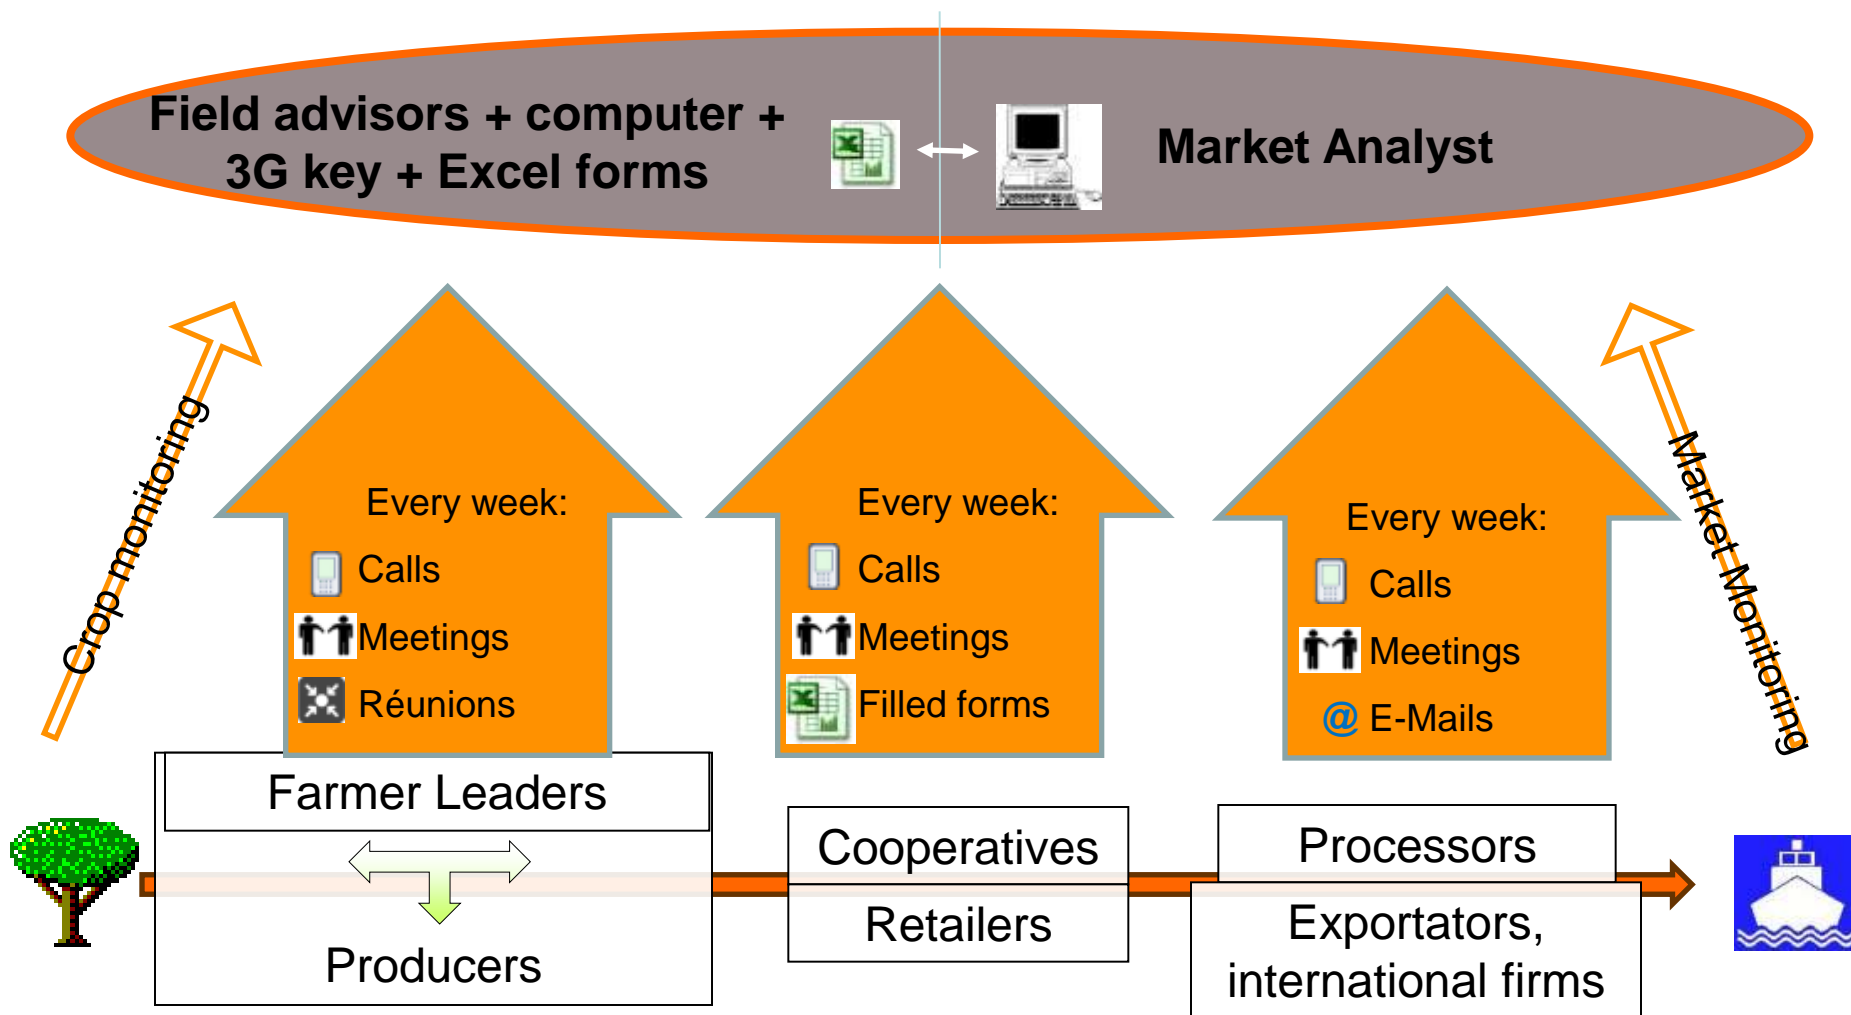 Field advisors + computer +
3G key + Excel forms
Market Analyst
Crop monitoring
Every week:
Calls
Meetings
Réunions
Every week:
Calls
Meetings
Filled forms
Every week:
Calls
Meetings
@ E-Mails
Market Monitoring
Farmer Leaders
Producers
Cooperatives
Retailers
Processors
Exportators,
international firms